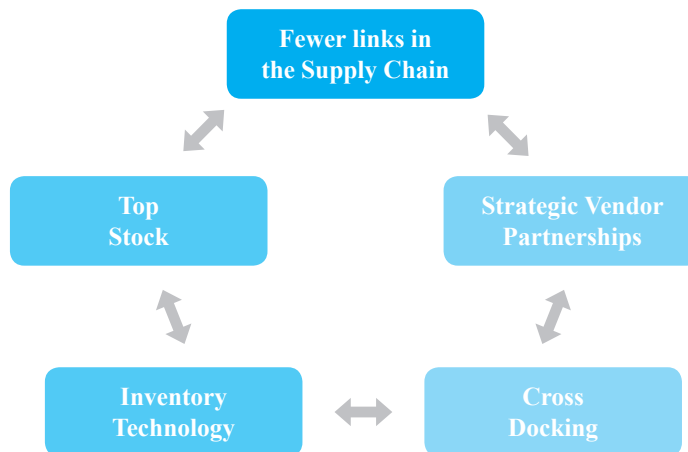 Fewer links in
the Supply Chain
Top
Stock
Strategic Vendor
Partnerships
Inventory
Technology
Cross
Docking